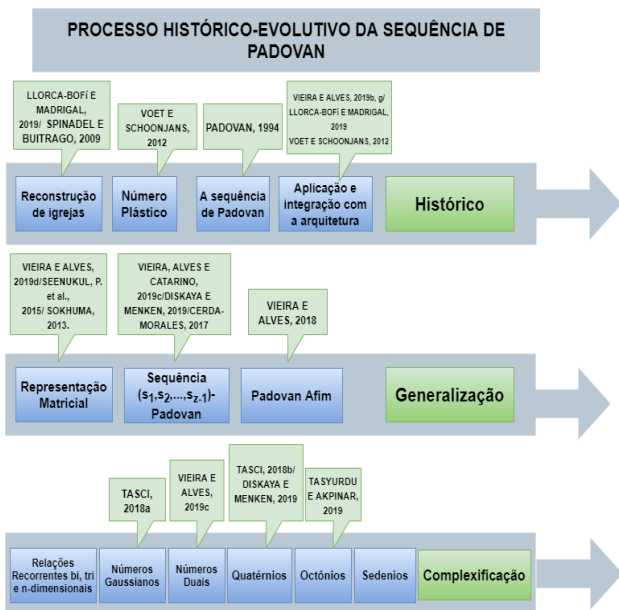 PROCESSO HISTÓRICO-EVOLUTIVO DA SEQUÊNCIA DE
PADOVAN
LLORCA-BOFÍ E
MADRIGAL,
2019/ SPINADEL E
BUITRAGO, 2009
VOET E
SCHOONJANS,
2012
PADOVAN, 1994
VIEIRA E ALVES, 2019b, g/
LLORCA-BOFÍ E MADRIGAL,
2019
VOET E SCHOONJANS, 2012
Reconstrução
de igrejas
Número
Plástico
A sequência
de Padovan
Aplicação e
integração com
a arquitetura
Histórico
VIEIRA E ALVES,
2019d/SEENUKUL, P.
et al.,
2015/ SOKHUMA,
2013.
VIEIRA, ALVES E
CATARINO,
2019c/DISKAYA E
MENKEN, 2019/CERDA-
MORALES, 2017
VIEIRA E
ALVES, 2018
Representação
Matricial
Sequência
(s1,s2,...,sz-1)-
Padovan
Padovan Afim
Generalização
TASCI,
2018a
VIEIRA E
ALVES,
2019c
TASCI, 2018b/
DISKAYA E
MENKEN, 2019
TASYURDU
E AKPINAR,
2019
Relações
Recorrentes bi, tri
e n-dimensionais
Números
Gaussianos
Números
Duais
Quatérnios
Octônios
Sedenios
Complexificação